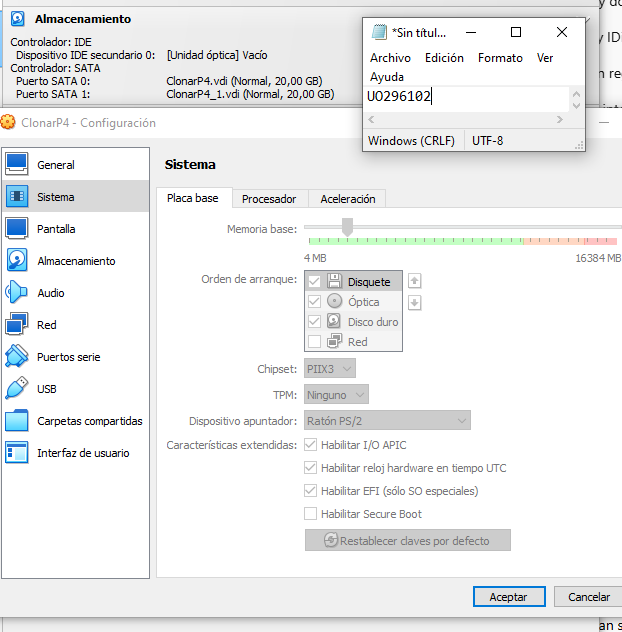 Almacenamiento
Controlador: IDE
Dispositivo IDE secundario 0: [Unidad óptica] Vacío
Controlador: SATA
Puerto SATA 0: ClonarP4.vdi (Normal, 20,00 GB)
Puerto SATA 1: ClonarP4_1.vdi (Normal, 20,00 GB)
*Sin títul...
Archivo Edición Formato Ver
Ayuda
UO296102
Windows (CRLF) UTF-8
ClonarP4 - Configuración
General
Sistema
Pantalla
Almacenamiento
Audio
Red
Puertos serie
USB
Carpetas compartidas
Interfaz de usuario
Sistema
Placa base Procesador Aceleración
Memoria base:
4 MB 16384 MB
Orden de arranque:
Disquete
Óptica
Disco duro
Red
Chipset: PIIX3
TPM: Ninguno
Dispositivo apuntador: Ratón PS/2
Características extendidas: Habilitar I/O APIC
Habilitar reloj hardware en tiempo UTC
Habilitar EFI (sólo SO especiales)
Habilitar Secure Boot
Restablecer claves por defecto
Aceptar Cancelar